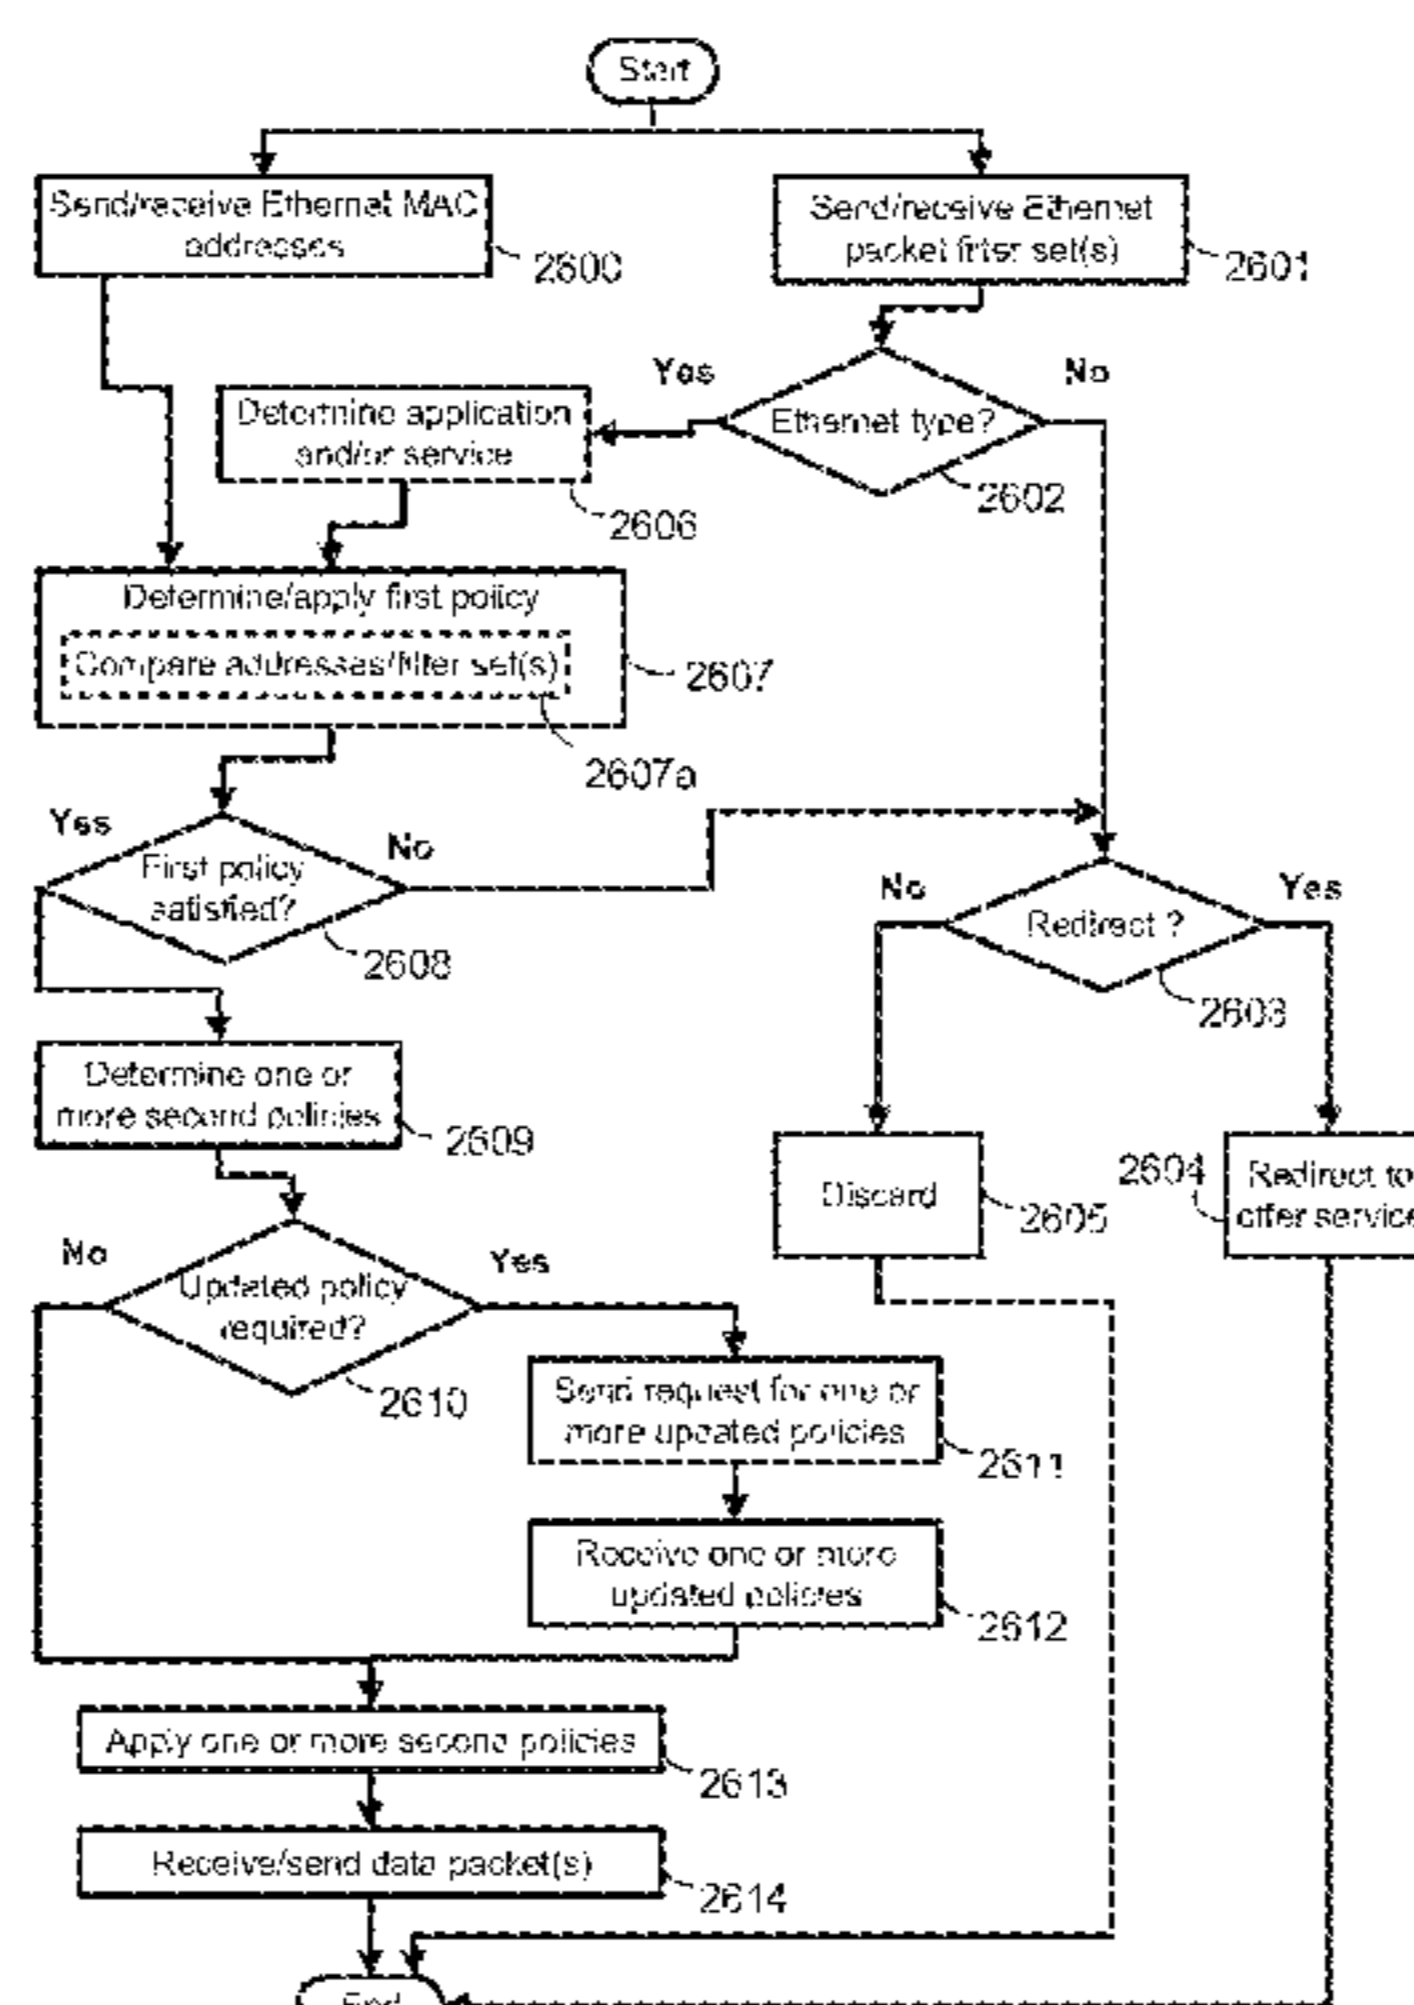 Start
Send/receive Ethernet MAC
addresses
2600
Send/receive Ethernet
packet filter set(s)
2601
Yes
No
Ethernet type?
2602
Determine application
and/or service
2606
Determine/apply first policy
Compare addresses/filter set(s)
2607
2607a
Yes
No
First policy
satisfied?
2608
No
Yes
Redirect ?
2603
Determine one or
more second policies
2609
Discard
2605
2604
Redirect to
offer service
No
Yes
Updated policy
required?
2610
Send request for one or
more updated policies
2611
Receive one or more
updated policies
2612
Apply one or more second policies
2613
Receive/send data packet(s)
2614
End